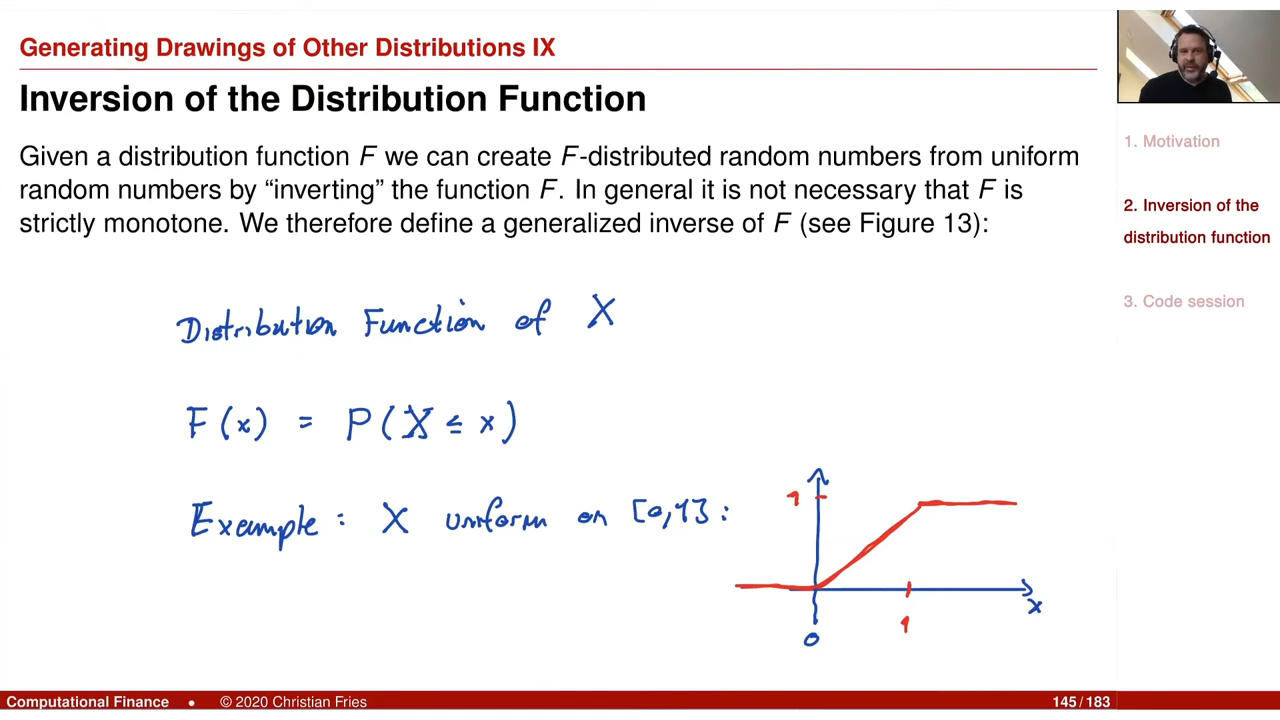 Generating Drawings of Other Distributions IX
Inversion of the Distribution Function
Given a distribution function F we can create F-distributed random numbers from uniform
random numbers by “inverting” the function F. In general it is not necessary that F is
strictly monotone. We therefore define a generalized inverse of F (see Figure 13):
Distribution Function of X
F(x) = P(X ≤ x)
Example: X uniform on [0,1]:
1
x
1
0
1. Motivation
2. Inversion of the
distribution function
3. Code session
Computational Finance • © 2020 Christian Fries 145 / 183